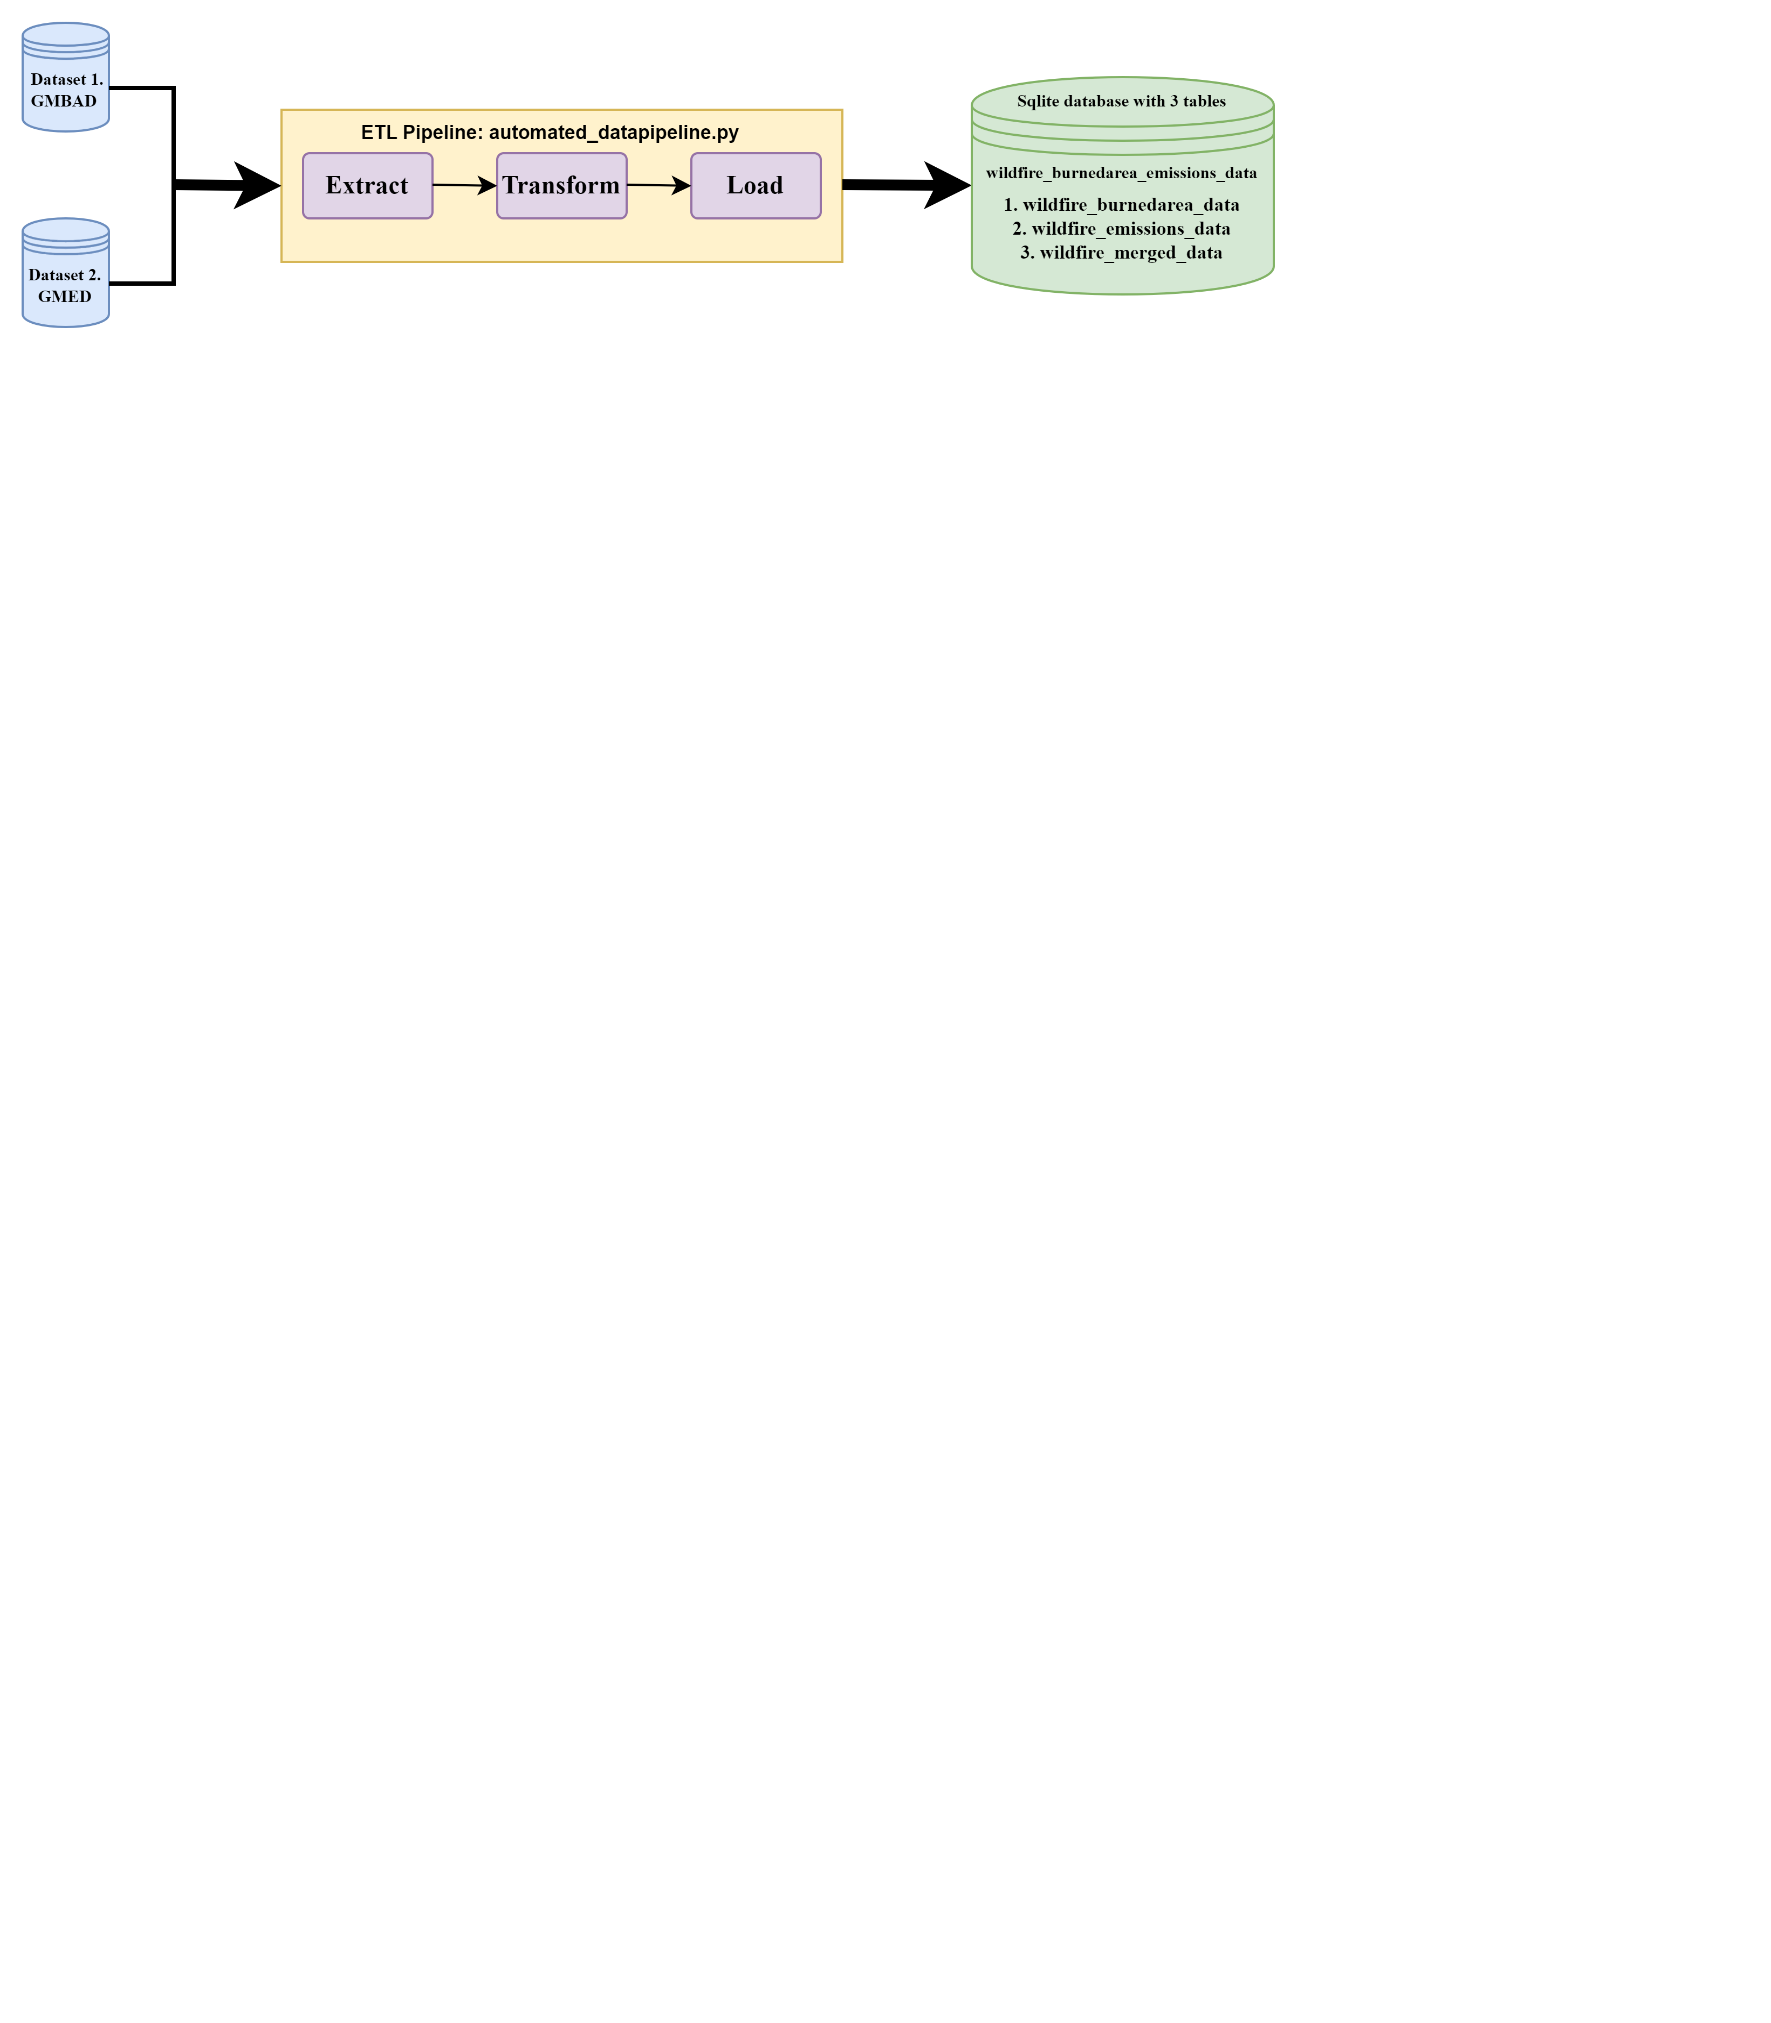 Dataset 1.
GMBAD
Dataset 2.
GMED
ETL Pipeline: automated_datapipeline.py
Extract
Transform
Load
Sqlite database with 3 tables
wildfire_burnedarea_emissions_data
1. wildfire_burnedarea_data
2. wildfire_emissions_data
3. wildfire_merged_data